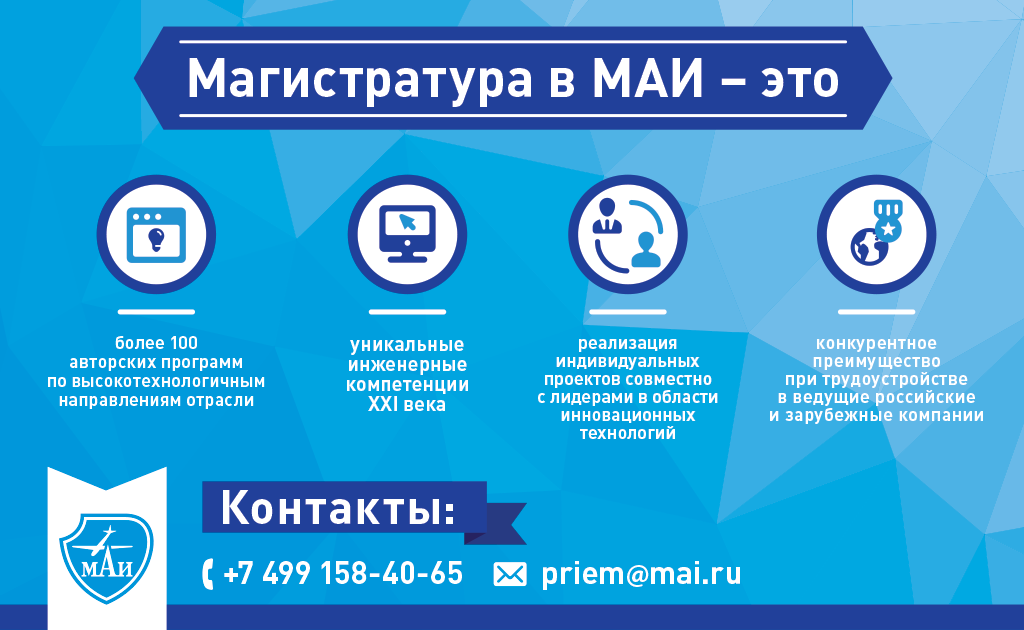 Магистратура в МАИ – это
более 100
авторских программ
по высокотехнологичным
направлениям отрасли
уникальные
инженерные
компетенции
XXI века
реализация
индивидуальных
проектов совместно
с лидерами в области
инновационных
технологий
конкурентное
преимущество
при трудоустройстве
в ведущие российские
и зарубежные компании
Контакты:
+7 499 158-40-65
priem@mai.ru
МАИ